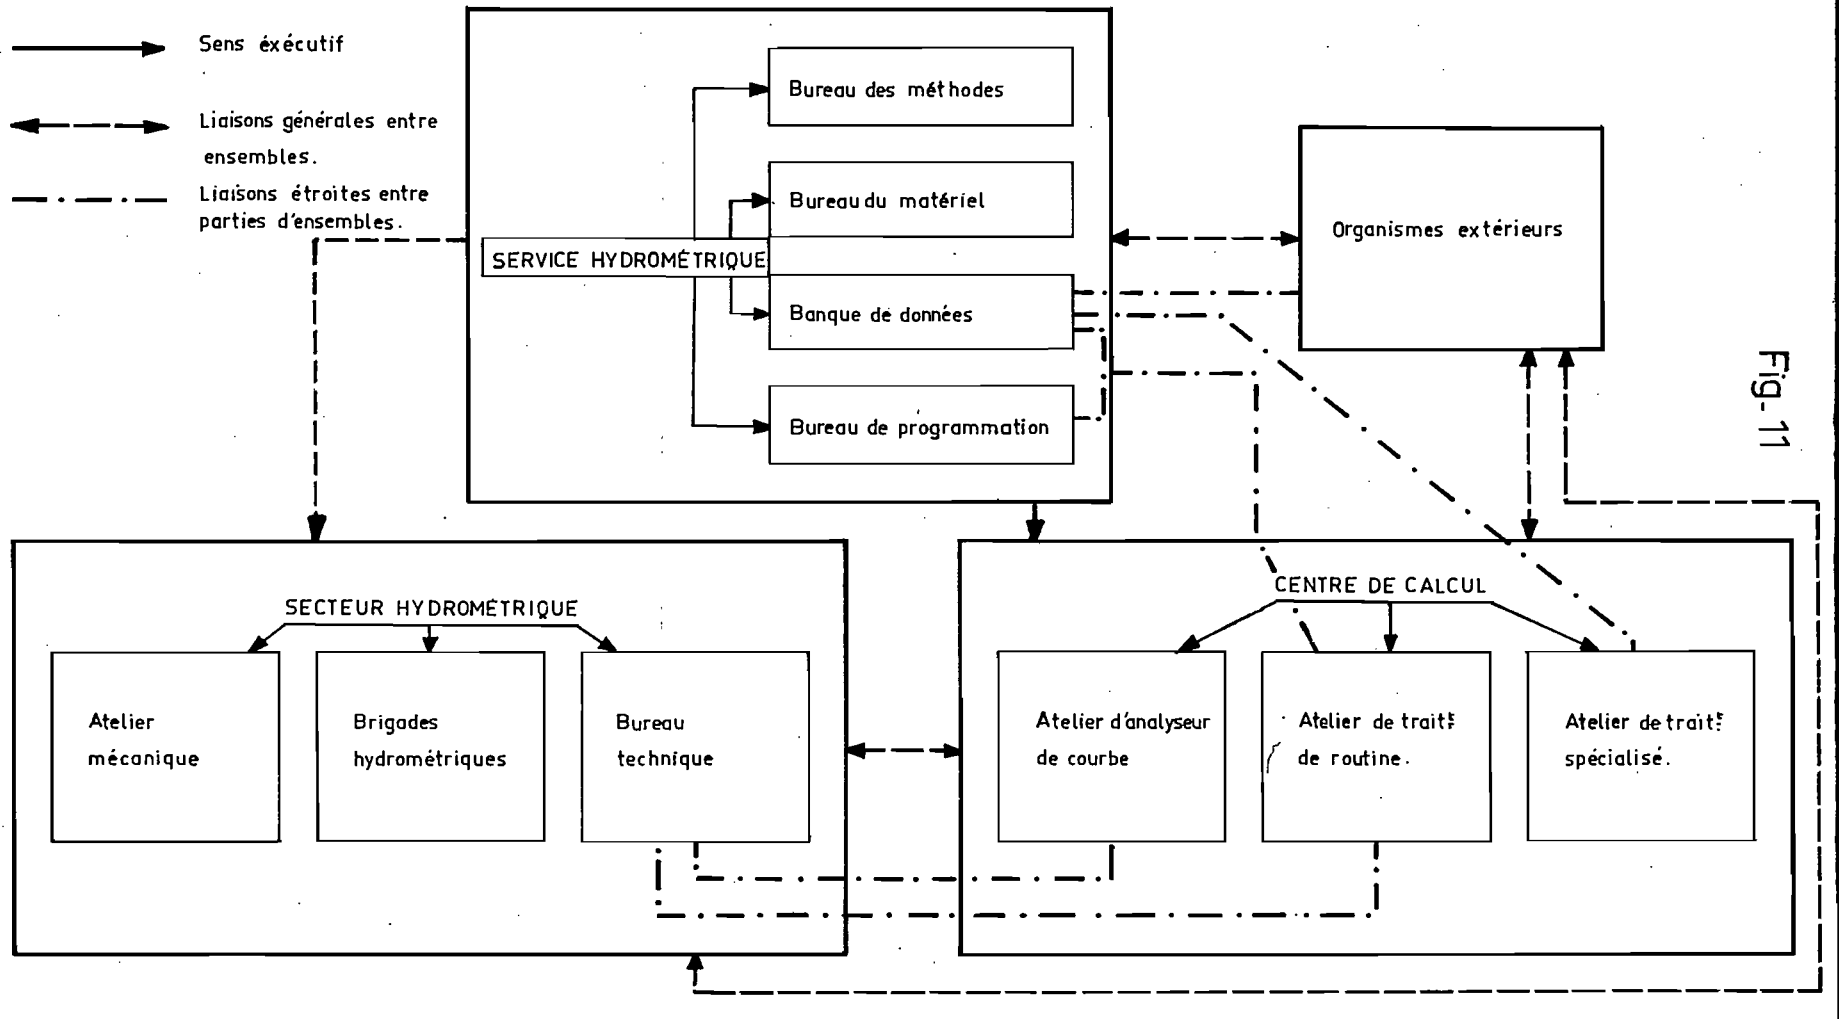 Sens éxécutif
Liaisons générales entre
ensembles.
Liaisons étroites entre
parties d'ensembles.
Bureau des méthodes
Bureau du matériel
SERVICE HYDROMÉTRIQUE
Banque de données
Bureau de programmation
Organismes extérieurs
Fig. 11
SECTEUR HYDROMÉTRIQUE
Atelier
mécanique
Brigades
hydrométriques
Bureau
technique
CENTRE DE CALCUL
Atelier d'analyseur
de courbe
Atelier de trait.t
de routine.
Atelier de trait.t
spécialisé.